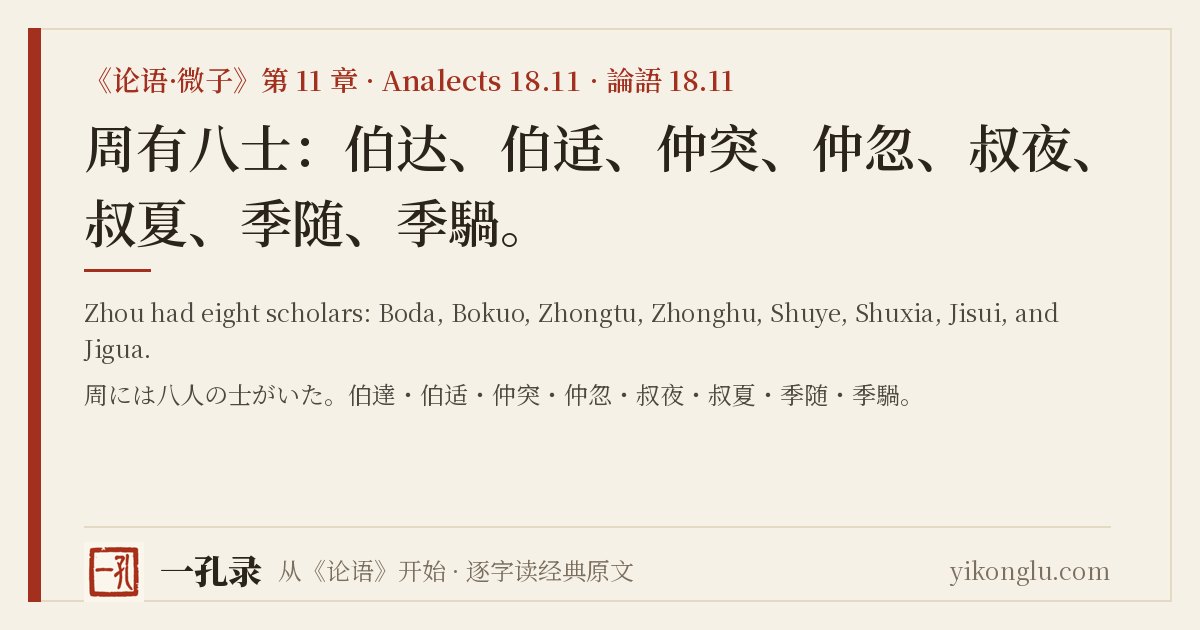 《论语·微子》第 11 章 · Analects 18.11 · 論語 18.11
周有八士：伯达、伯适、仲突、仲忽、叔夜、
叔夏、季随、季騧。
Zhou had eight scholars: Boda, Bokuo, Zhongtu, Zhonghu, Shuye, Shuxia, Jisui, and
Jigua.
周には八人の士がいた。伯達・伯适・仲突・仲忽・叔夜・叔夏・季随・季騧。
一孔
一孔录 从《论语》开始 · 逐字读经典原文 yikonglu.com